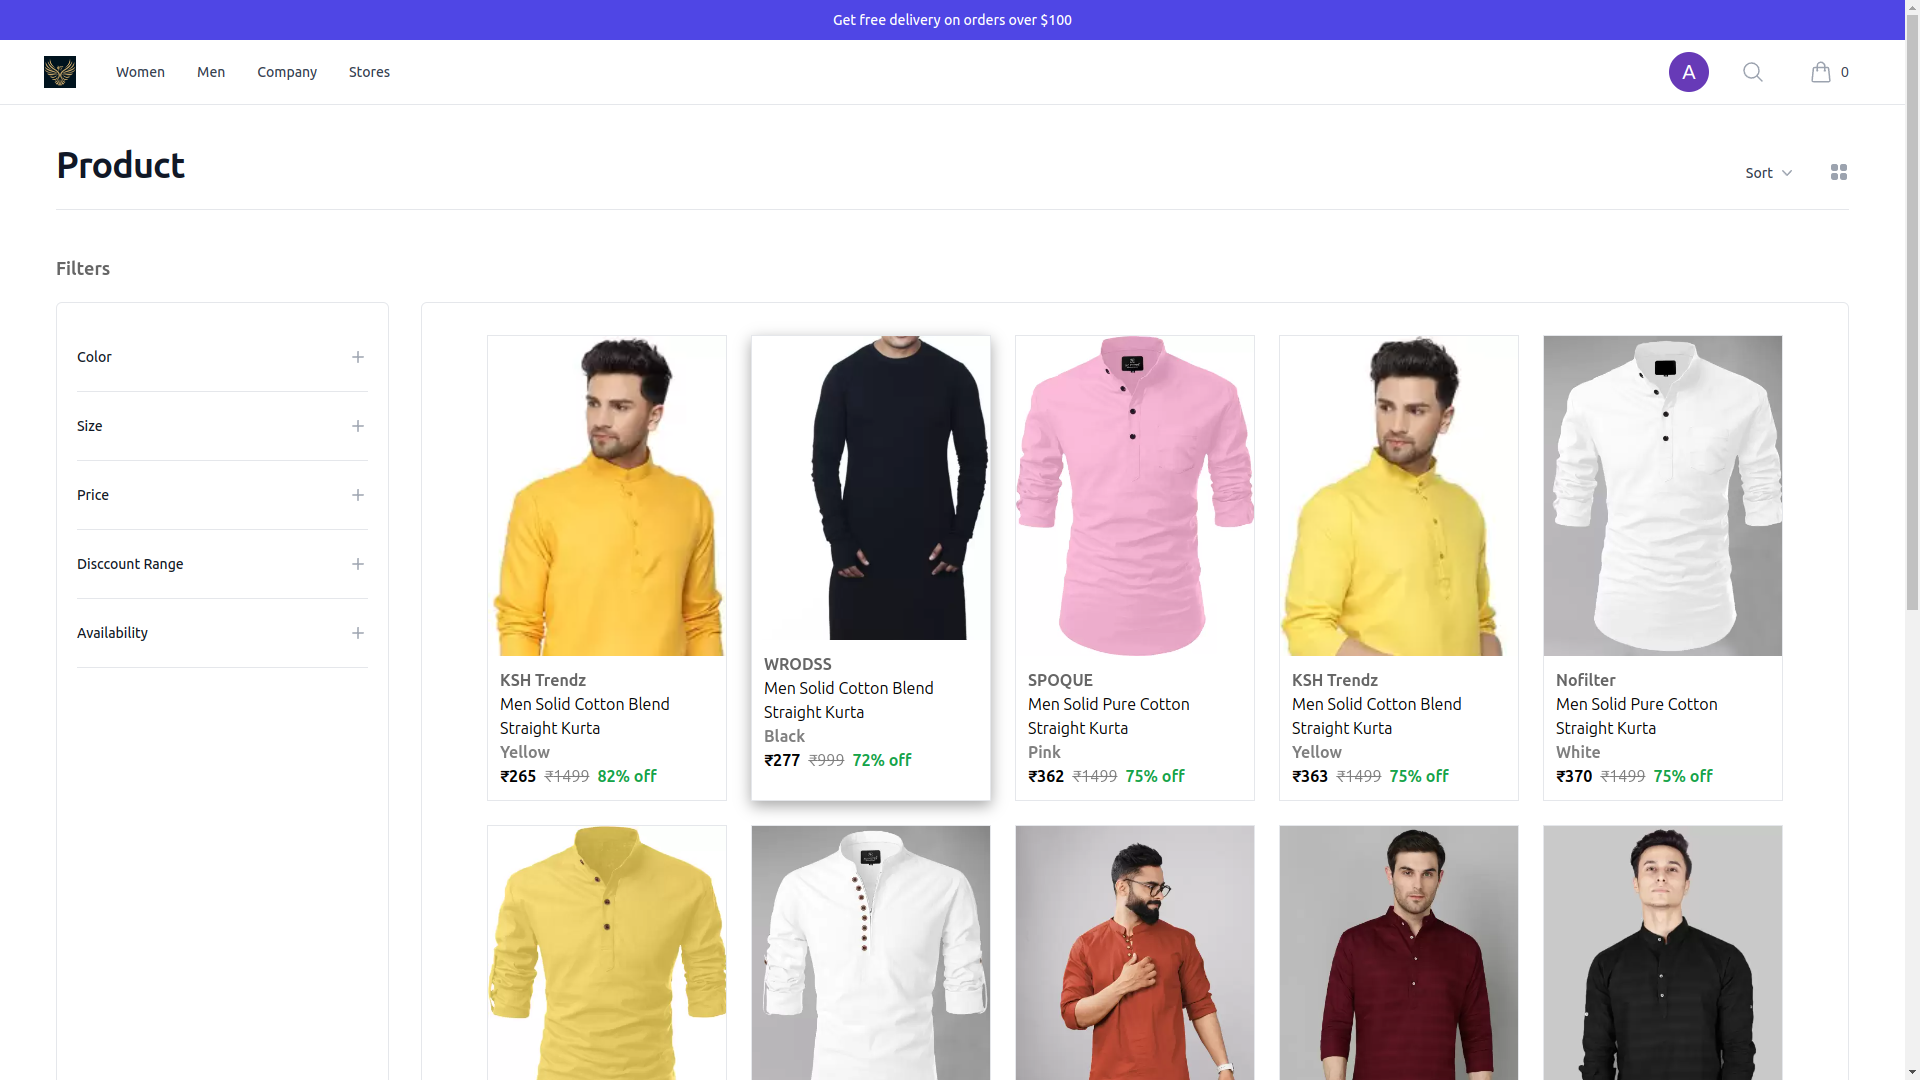 Get free delivery on orders over $100
Women Men Company Stores A 0
Product
Sort
Filters
Color
Size
Price
Disccount Range
Availability
KSH Trendz
Men Solid Cotton Blend
Straight Kurta
Yellow
₹265 ₹1499 82% off
WRODSS
Men Solid Cotton Blend
Straight Kurta
Black
₹277 ₹999 72% off
SPOQUE
Men Solid Pure Cotton
Straight Kurta
Pink
₹362 ₹1499 75% off
KSH Trendz
Men Solid Cotton Blend
Straight Kurta
Yellow
₹363 ₹1499 75% off
Nofilter
Men Solid Pure Cotton
Straight Kurta
White
₹370 ₹1499 75% off